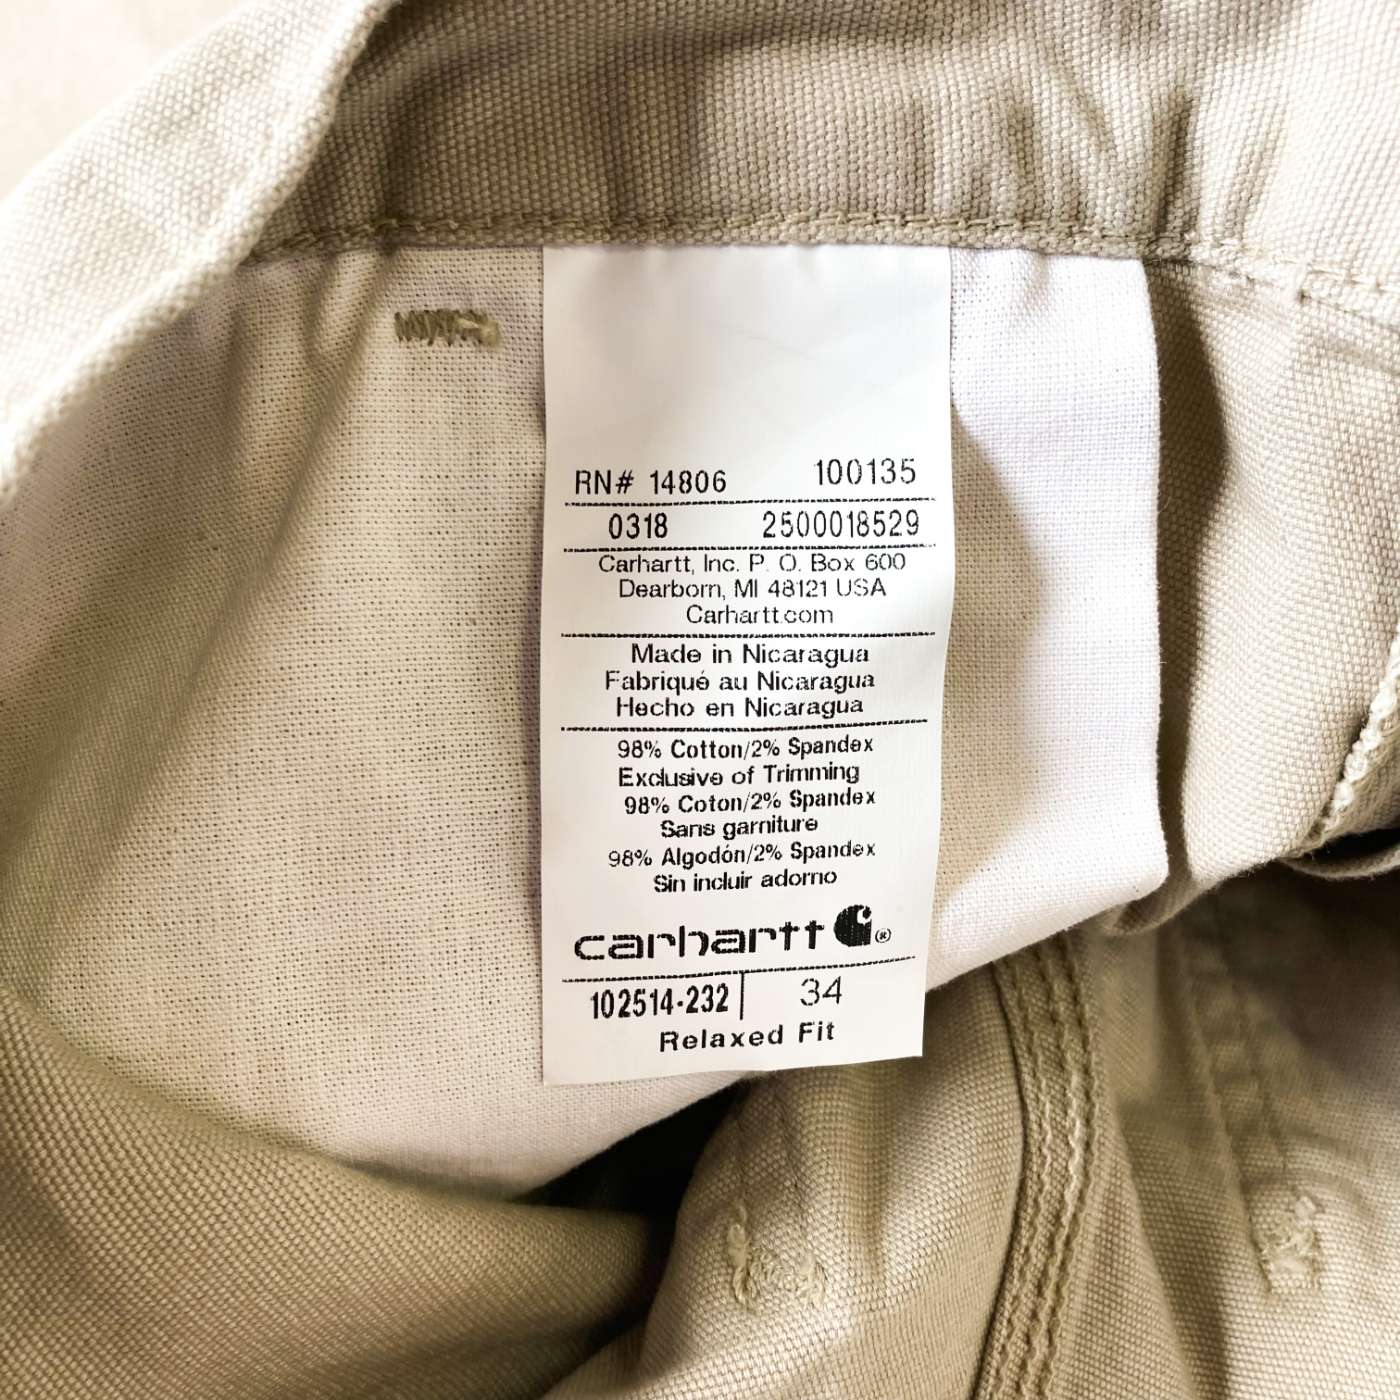 RN# 14806 100135
0318 2500018529
Carhartt, Inc. P. O. Box 600
Dearborn, MI 48121 USA
Carhartt.com
Made in Nicaragua
Fabriqué au Nicaragua
Hecho en Nicaragua
98% Cotton/2% Spandex
Exclusive of Trimming
98% Coton/2% Spandex
Sans garniture
98% Algodón/2% Spandex
Sin incluir adorno
carhartt ®
102514-232 34
Relaxed Fit